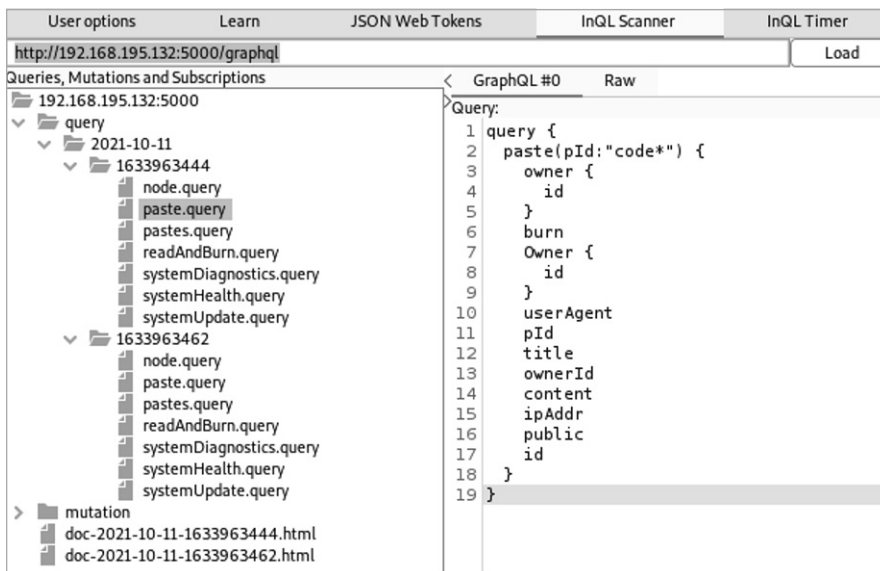 User options Learn JSON Web Tokens InQL Scanner InQL Timer
http://192.168.195.132:5000/graphql Load
Queries, Mutations and Subscriptions
192.168.195.132:5000
query
2021-10-11
1633963444
node.query
paste.query
pastes.query
readAndBurn.query
systemDiagnostics.query
systemHealth.query
systemUpdate.query
1633963462
node.query
paste.query
pastes.query
readAndBurn.query
systemDiagnostics.query
systemHealth.query
systemUpdate.query
mutation
doc-2021-10-11-1633963444.html
doc-2021-10-11-1633963462.html
GraphQL #0 Raw
Query:
1 query {
2 paste(pId:"code*") {
3 owner {
4 id
5 }
6 burn
7 Owner {
8 id
9 }
10 userAgent
11 pId
12 title
13 ownerId
14 content
15 ipAddr
16 public
17 id
18 }
19 }